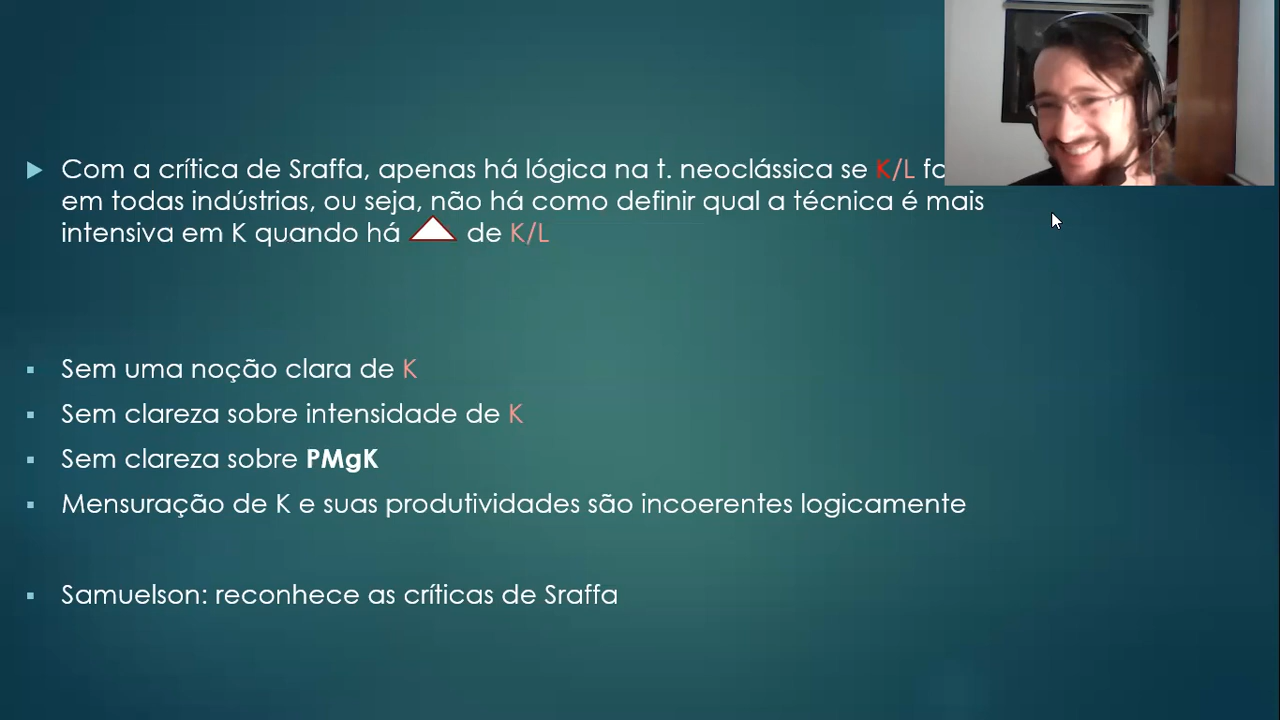 Com a crítica de Sraffa, apenas há lógica na t. neoclássica se K/L
em todas indústrias, ou seja, não há como definir qual a técnica é mais
intensiva em K quando há de K/L
Sem uma noção clara de K
Sem clareza sobre intensidade de K
Sem clareza sobre PMgK
Mensuração de K e suas produtividades são incoerentes logicamente
Samuelson: reconhece as críticas de Sraffa